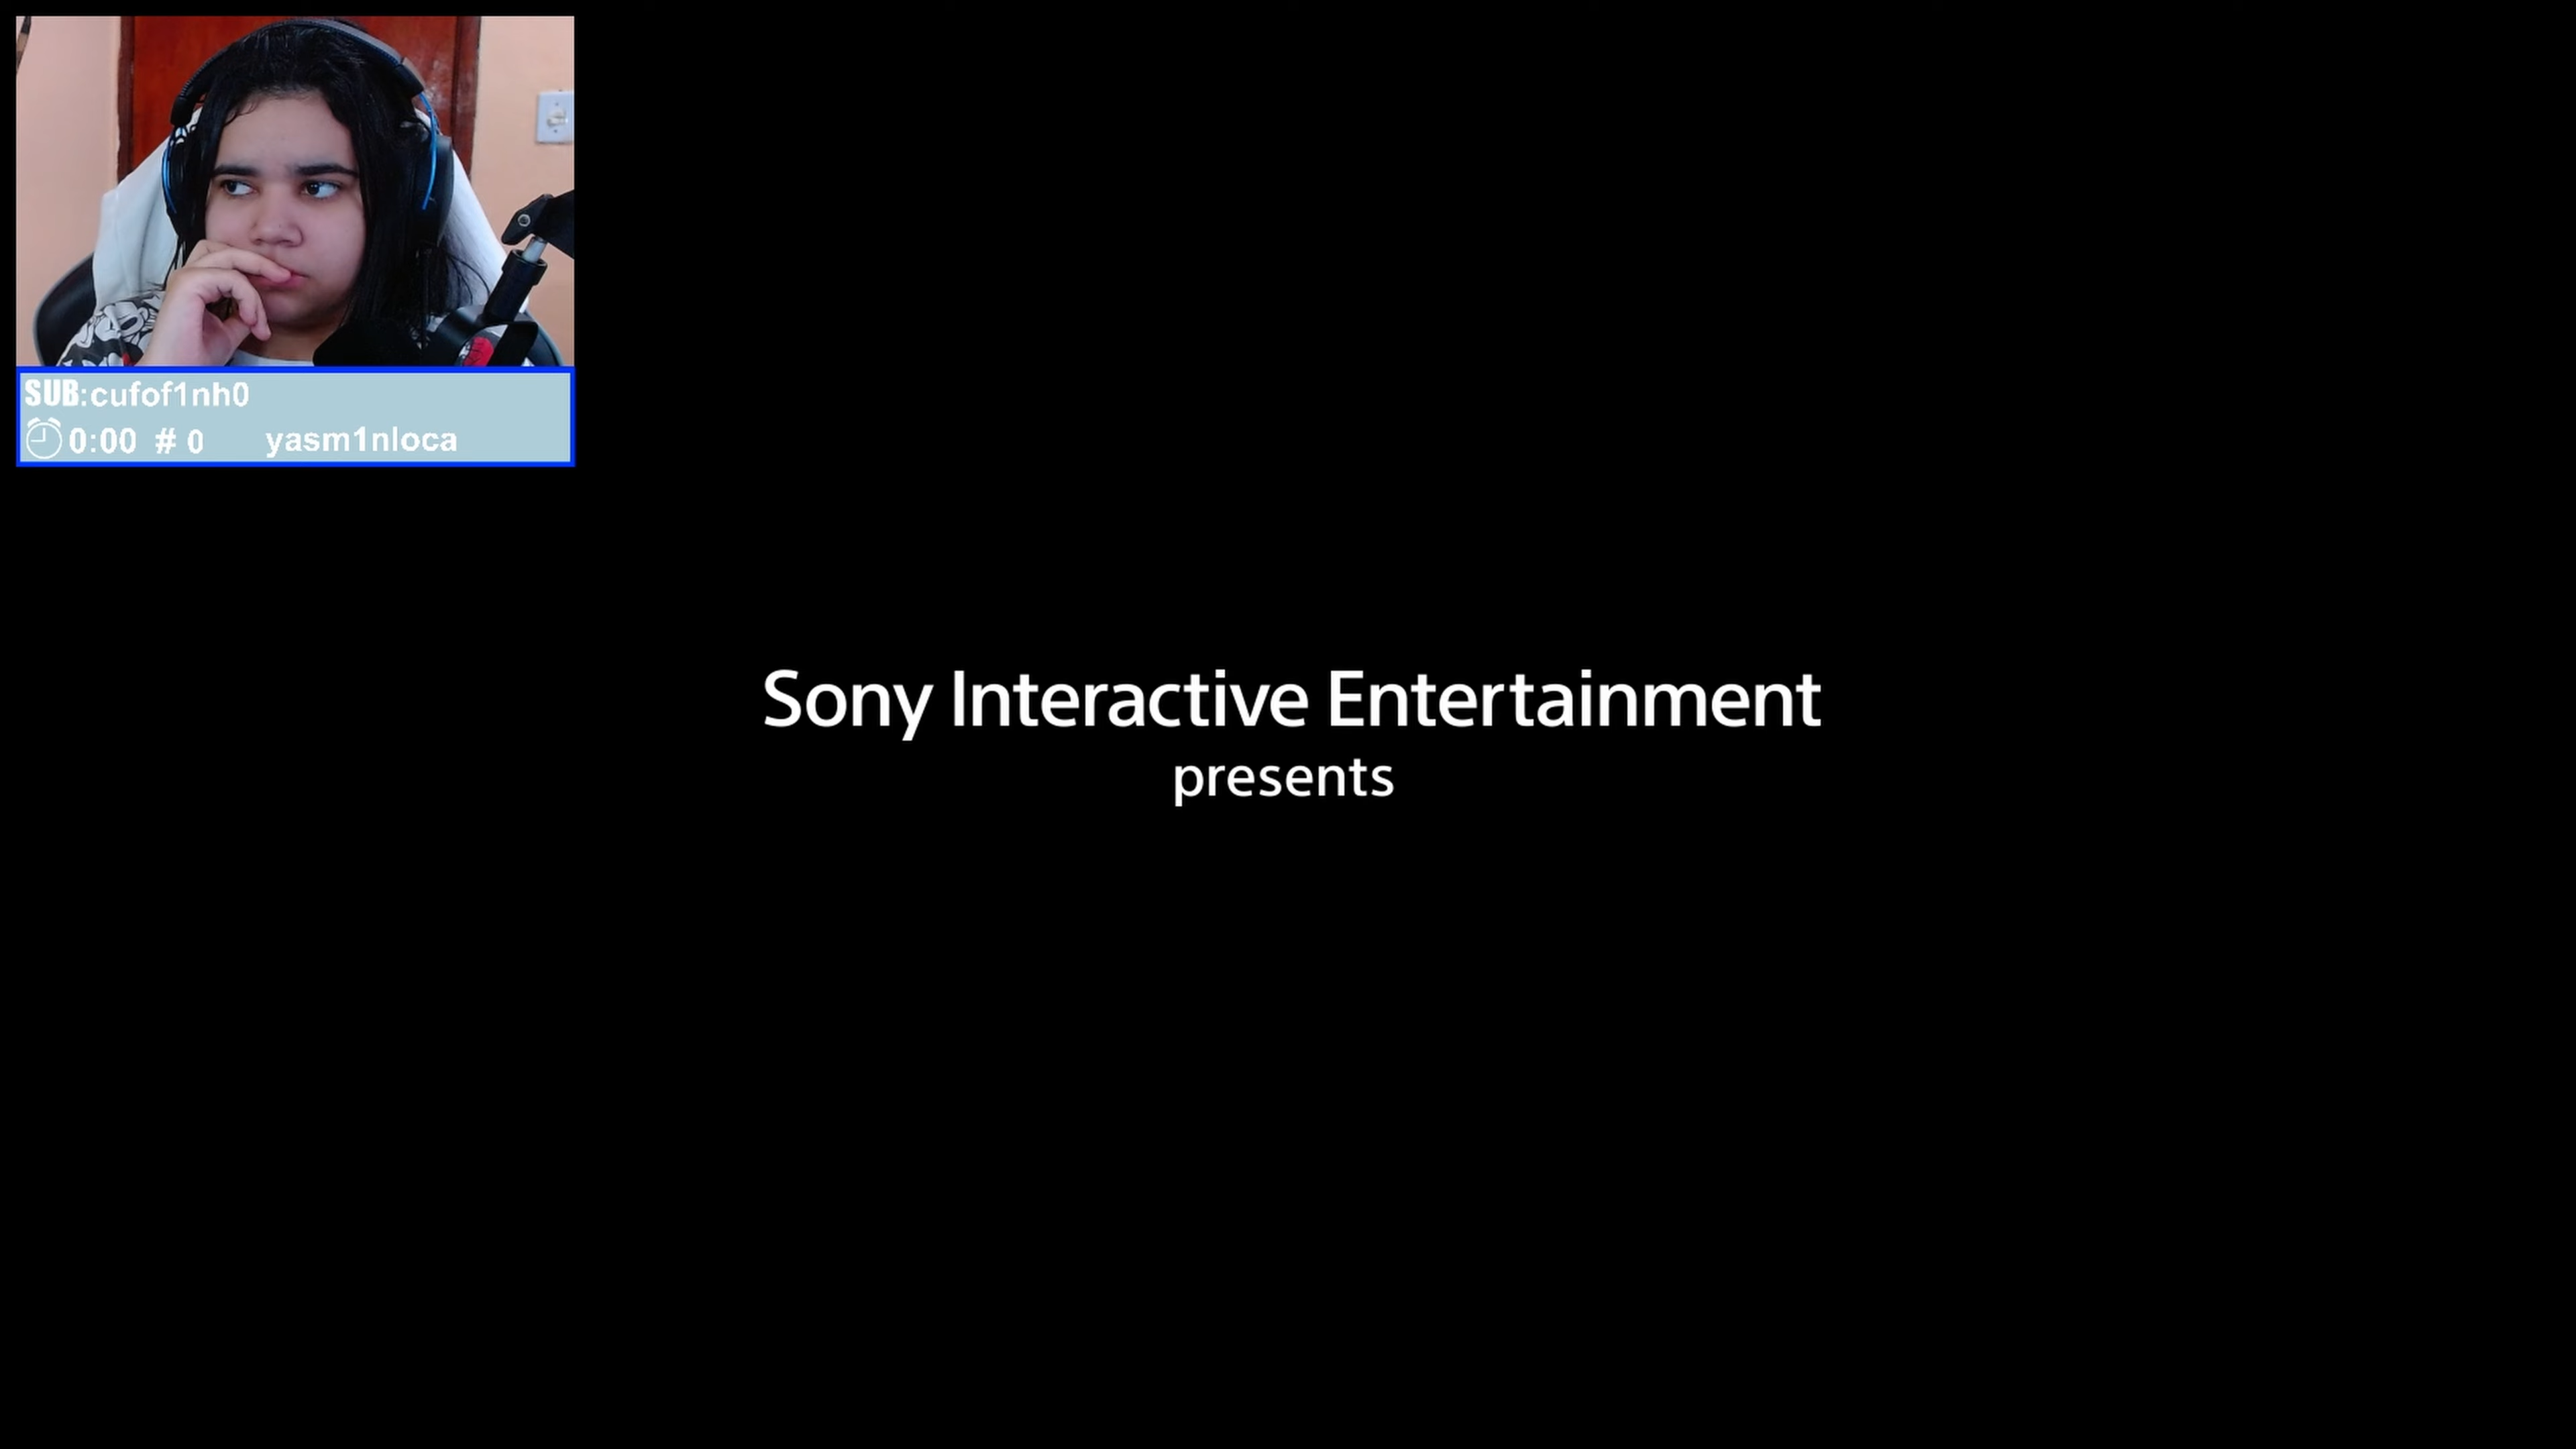 SUB:cufof1nh0
0:00 # 0 yasm1nloca
Sony Interactive Entertainment
presents